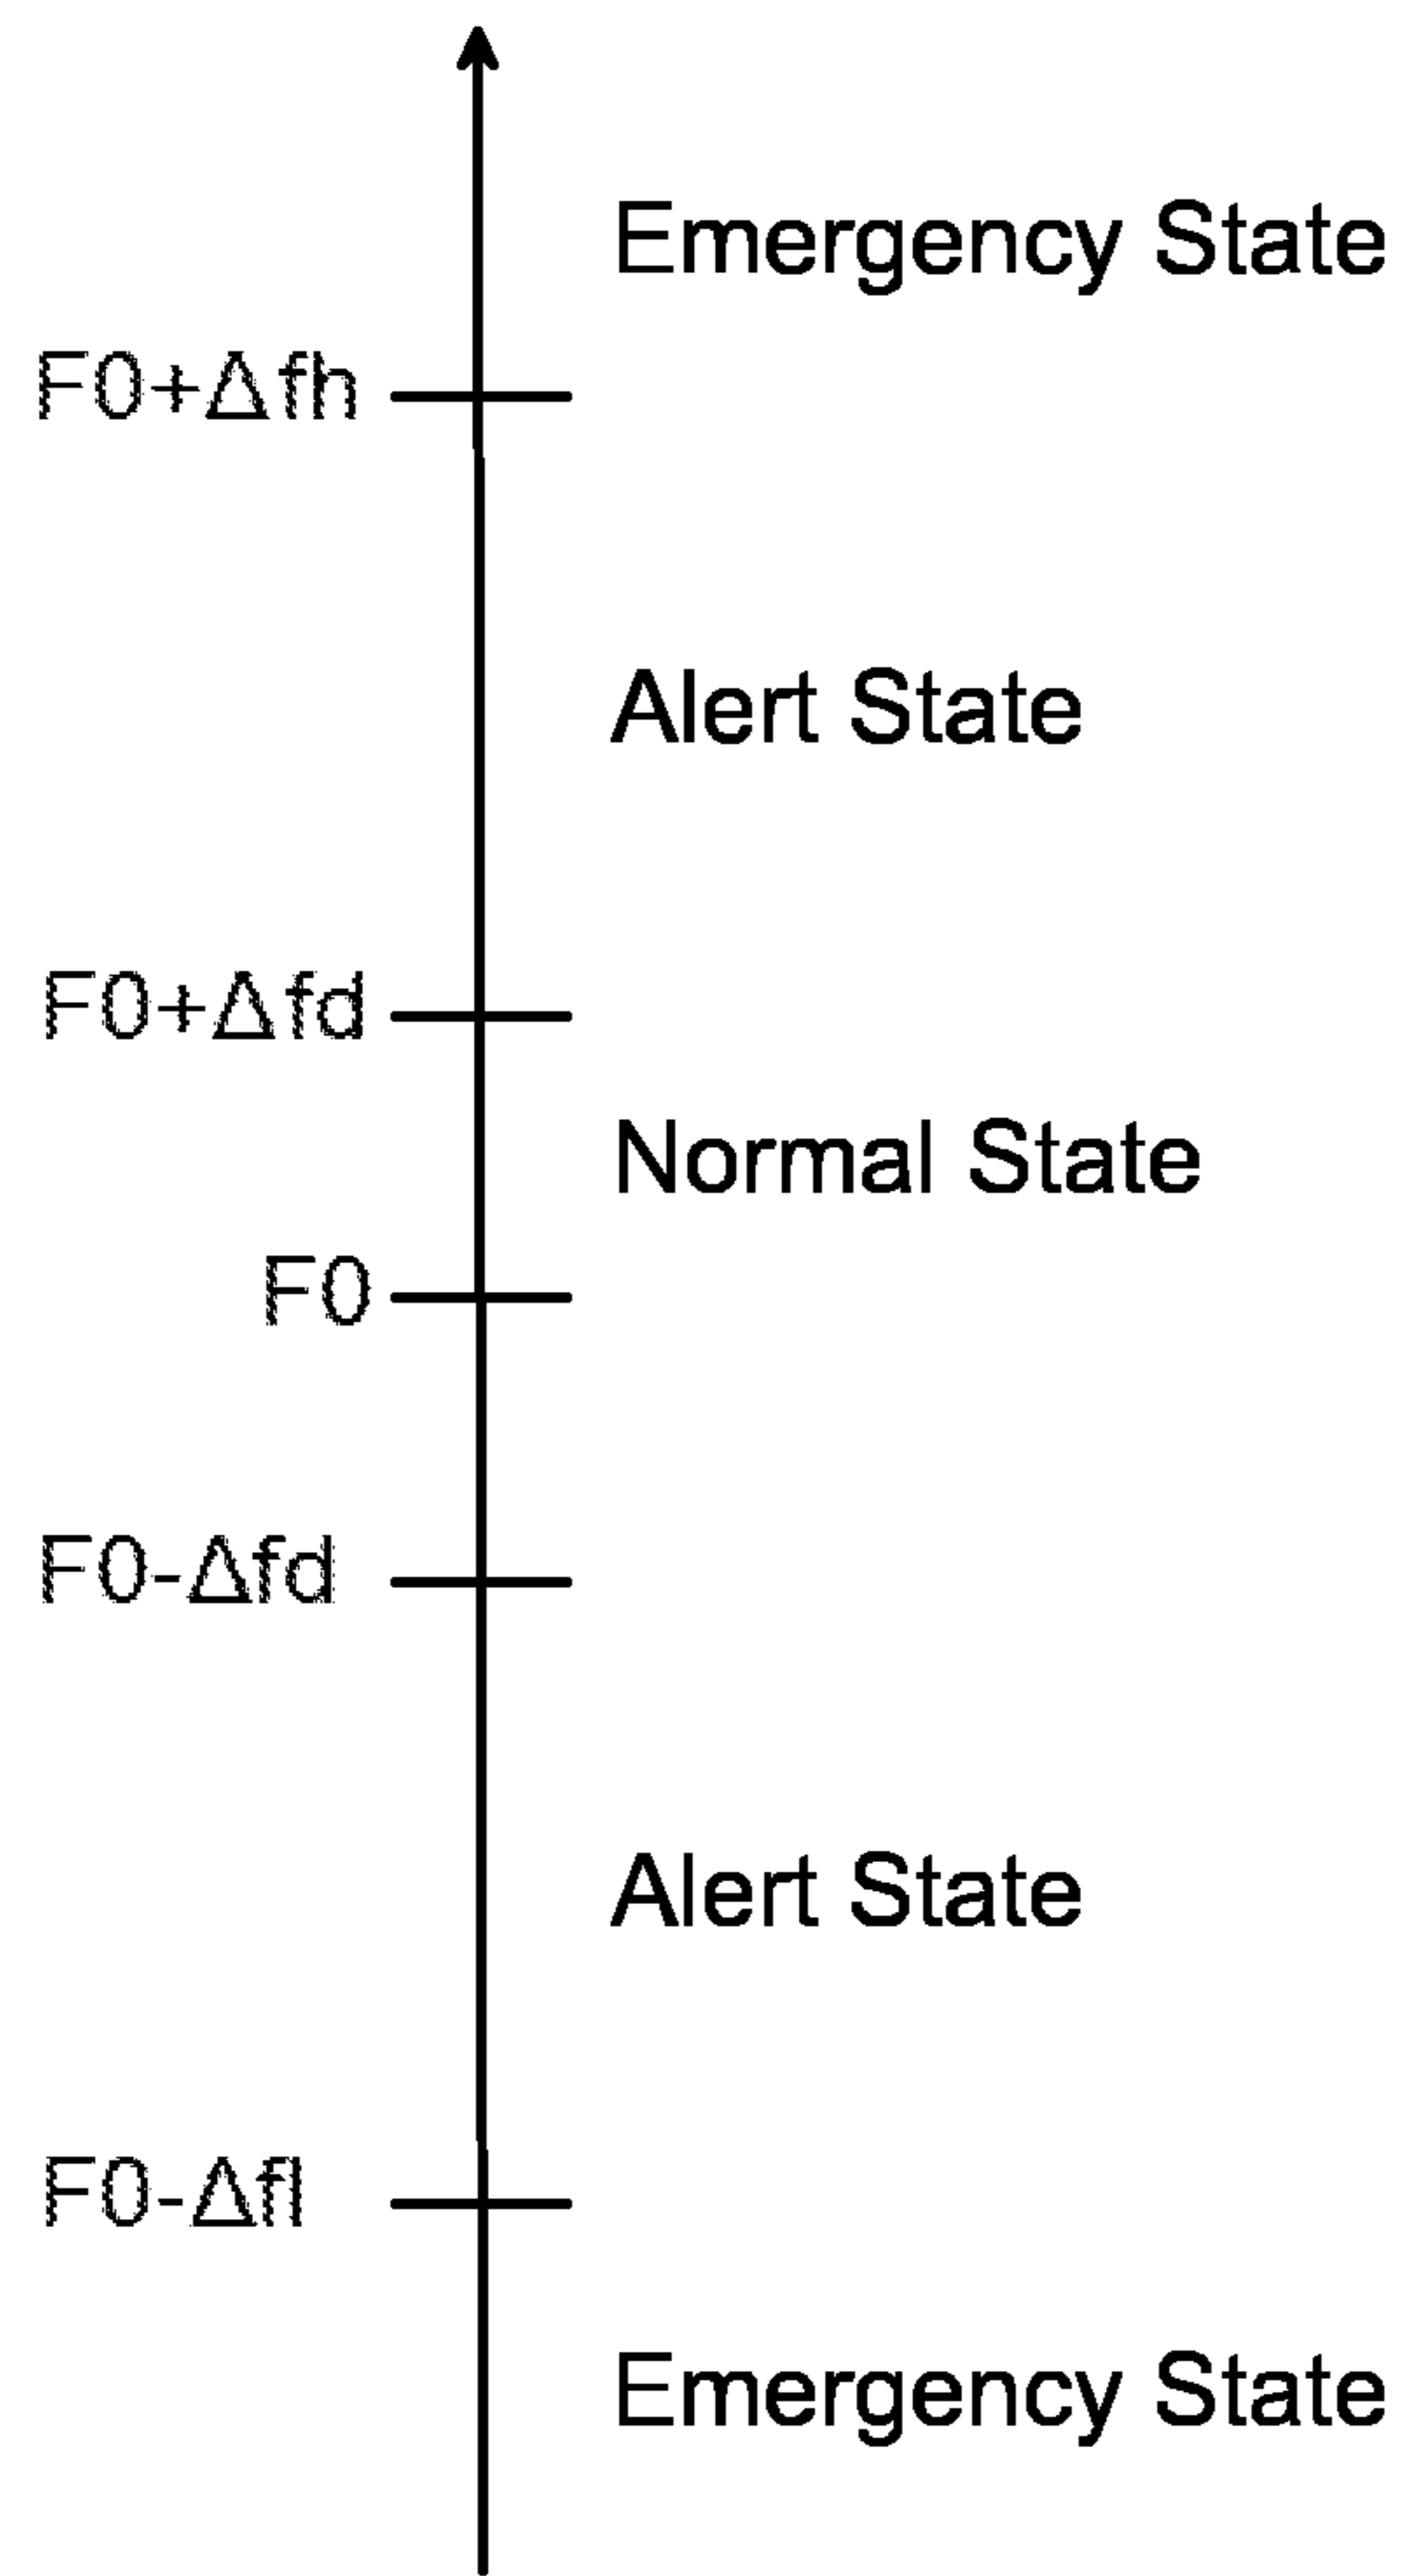 Emergency State
F0+Δfh
Alert State
F0+Δfd
Normal State
F0
F0-Δfd
Alert State
F0-Δfl
Emergency State